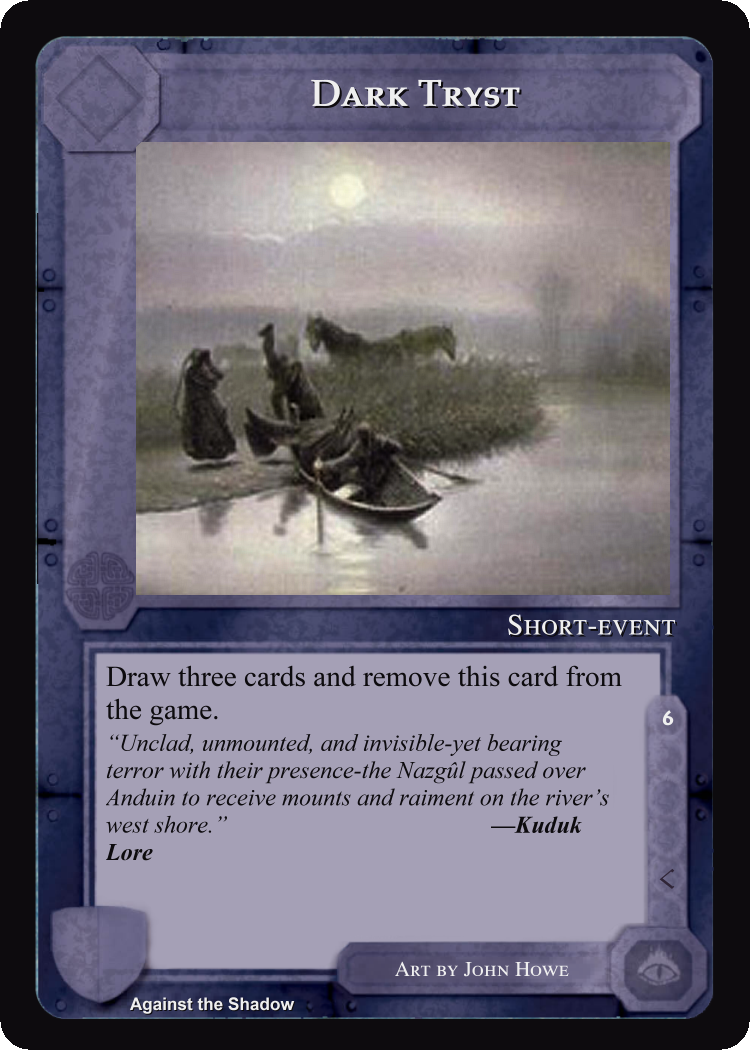 Dark Tryst
Short-event
Draw three cards and remove this card from
the game.
“Unclad, unmounted, and invisible-yet bearing
terror with their presence-the Nazgûl passed over
Anduin to receive mounts and raiment on the river’s
west shore.” —Kuduk
Lore
6
<
Art by John Howe
Against the Shadow